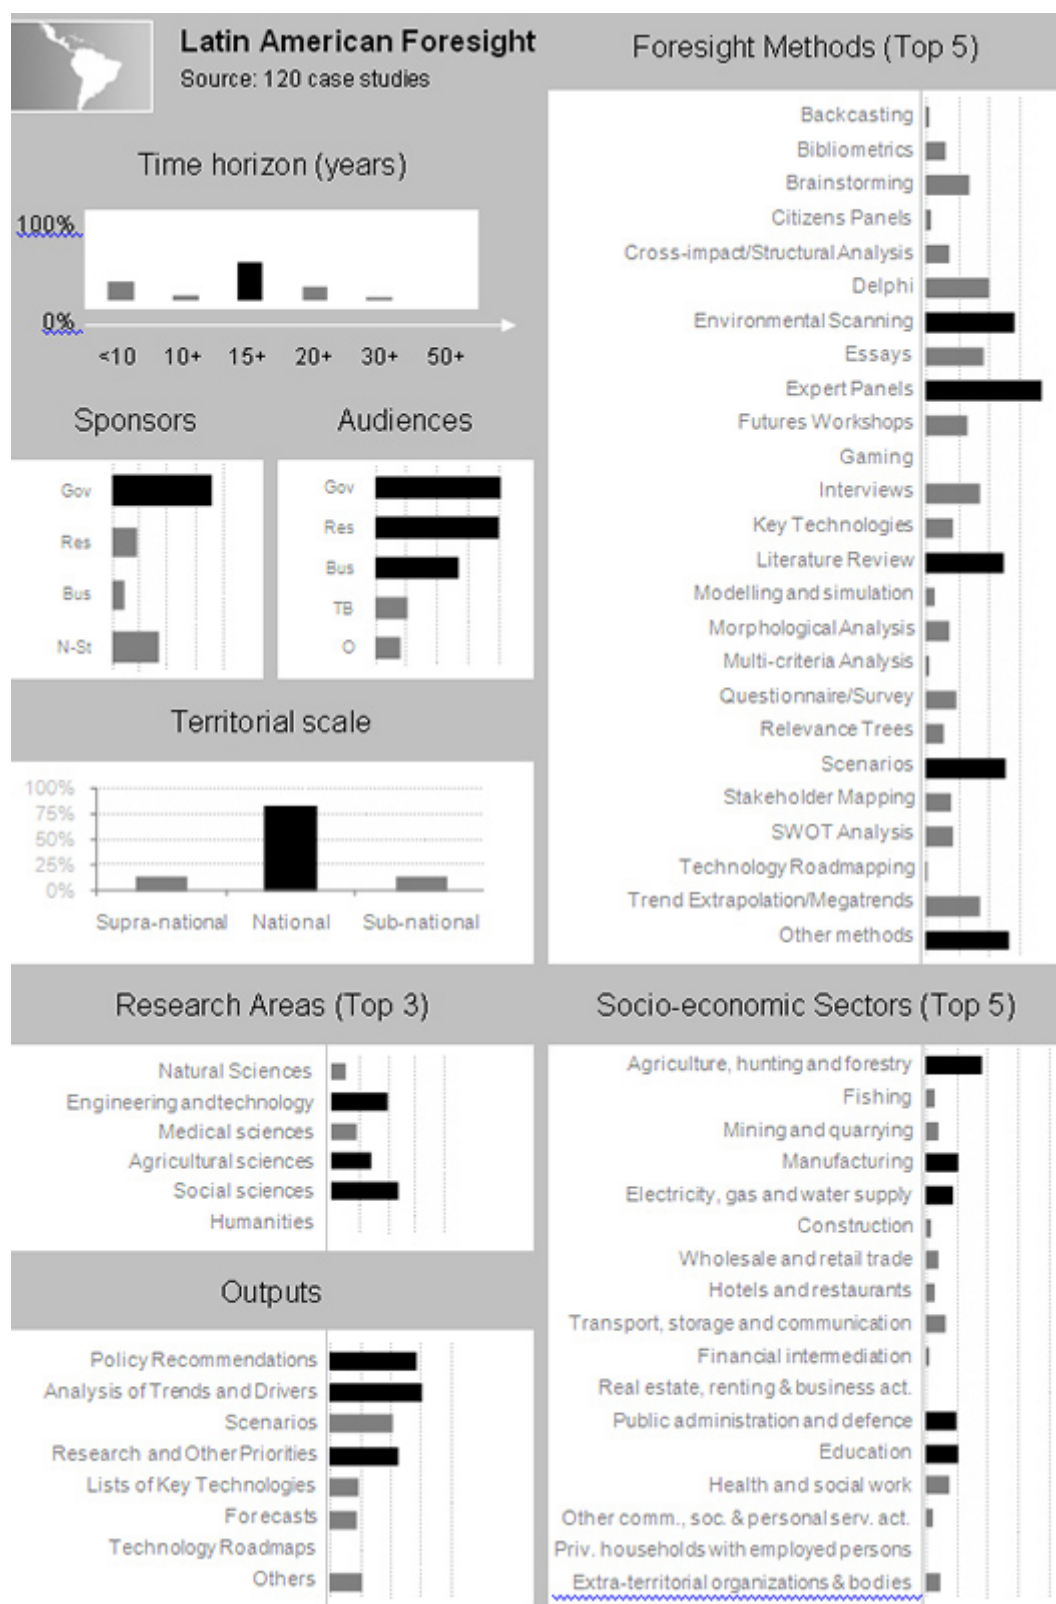 Latin American Foresight
Source: 120 case studies
Time horizon (years)
100%
0%
<10 10+ 15+ 20+ 30+ 50+
Sponsors
Gov
Res
Bus
N-St
Audiences
Gov
Res
Bus
TB
O
Territorial scale
100%
75%
50%
25%
0%
Supra-national National Sub-national
Foresight Methods (Top 5)
Backcasting
Bibliometrics
Brainstorming
Citizens Panels
Cross-impact/Structural Analysis
Delphi
Environmental Scanning
Essays
Expert Panels
Futures Workshops
Gaming
Interviews
Key Technologies
Literature Review
Modelling and simulation
Morphological Analysis
Multi-criteria Analysis
Questionnaire/Survey
Relevance Trees
Scenarios
Stakeholder Mapping
SWOT Analysis
Technology Roadmapping
Trend Extrapolation/Megatrends
Other methods
Research Areas (Top 3)
Natural Sciences
Engineering and technology
Medical sciences
Agricultural sciences
Social sciences
Humanities
Outputs
Policy Recommendations
Analysis of Trends and Drivers
Scenarios
Research and Other Priorities
Lists of Key Technologies
Forecasts
Technology Roadmaps
Others
Socio-economic Sectors (Top 5)
Agriculture, hunting and forestry
Fishing
Mining and quarrying
Manufacturing
Electricity, gas and water supply
Construction
Wholesale and retail trade
Hotels and restaurants
Transport, storage and communication
Financial intermediation
Real estate, renting & business act.
Public administration and defence
Education
Health and social work
Other comm., soc. & personal serv. act.
Priv. households with employed persons
Extra-territorial organizations & bodies